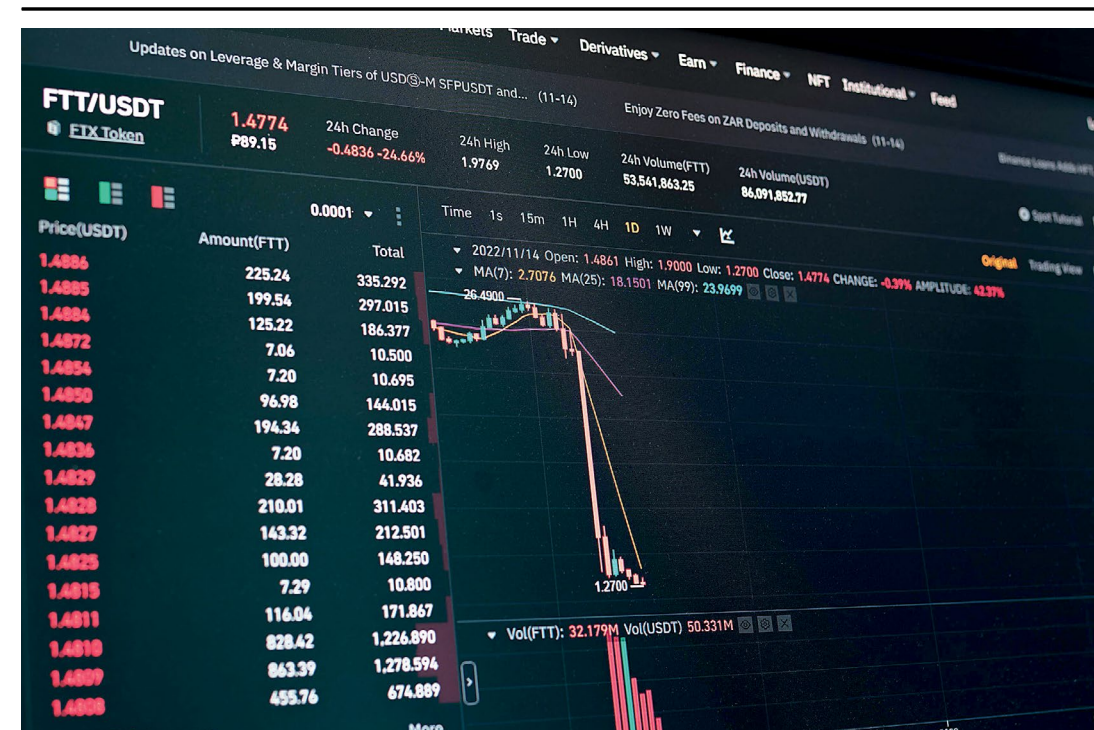 Trade Derivatives Earn Finance NFT Institutional Feed
Updates on Leverage & Margin Tiers of USDⓈ-M SFPUSDT and... (11-14) Enjoy Zero Fees on ZAR Deposits and Withdrawals (11-14)
FTT/USDT
FTX Token
1.4774
₽89.15
24h Change
-0.4836 -24.66%
24h High
1.9769
24h Low
1.2700
24h Volume(FTT)
53,541,863.25
24h Volume(USDT)
86,091,852.77
Spot Tutorial
0.0001
Price(USDT) Amount(FTT) Total
1.4886 225.24 335.292
1.4885 199.54 297.015
1.4884 125.22 186.377
1.4872 7.06 10.500
1.4854 7.20 10.695
1.4850 96.98 144.015
1.4847 194.34 288.537
1.4836 7.20 10.682
1.4829 28.28 41.936
1.4828 210.01 311.403
1.4827 143.32 212.501
1.4825 100.00 148.250
1.4815 7.29 10.800
1.4811 116.04 171.867
1.4810 828.42 1,226.890
1.4809 863.39 1,278.594
1.4808 455.76 674.889
More
Time 1s 15m 1H 4H 1D 1W
Original Trading View
2022/11/14 Open: 1.4861 High: 1.9000 Low: 1.2700 Close: 1.4774 CHANGE: -0.39% AMPLITUDE: 42.37%
MA(7): 2.7076 MA(25): 18.1501 MA(99): 23.9699
26.4900
1.2700
Vol(FTT): 32.179M Vol(USDT) 50.331M